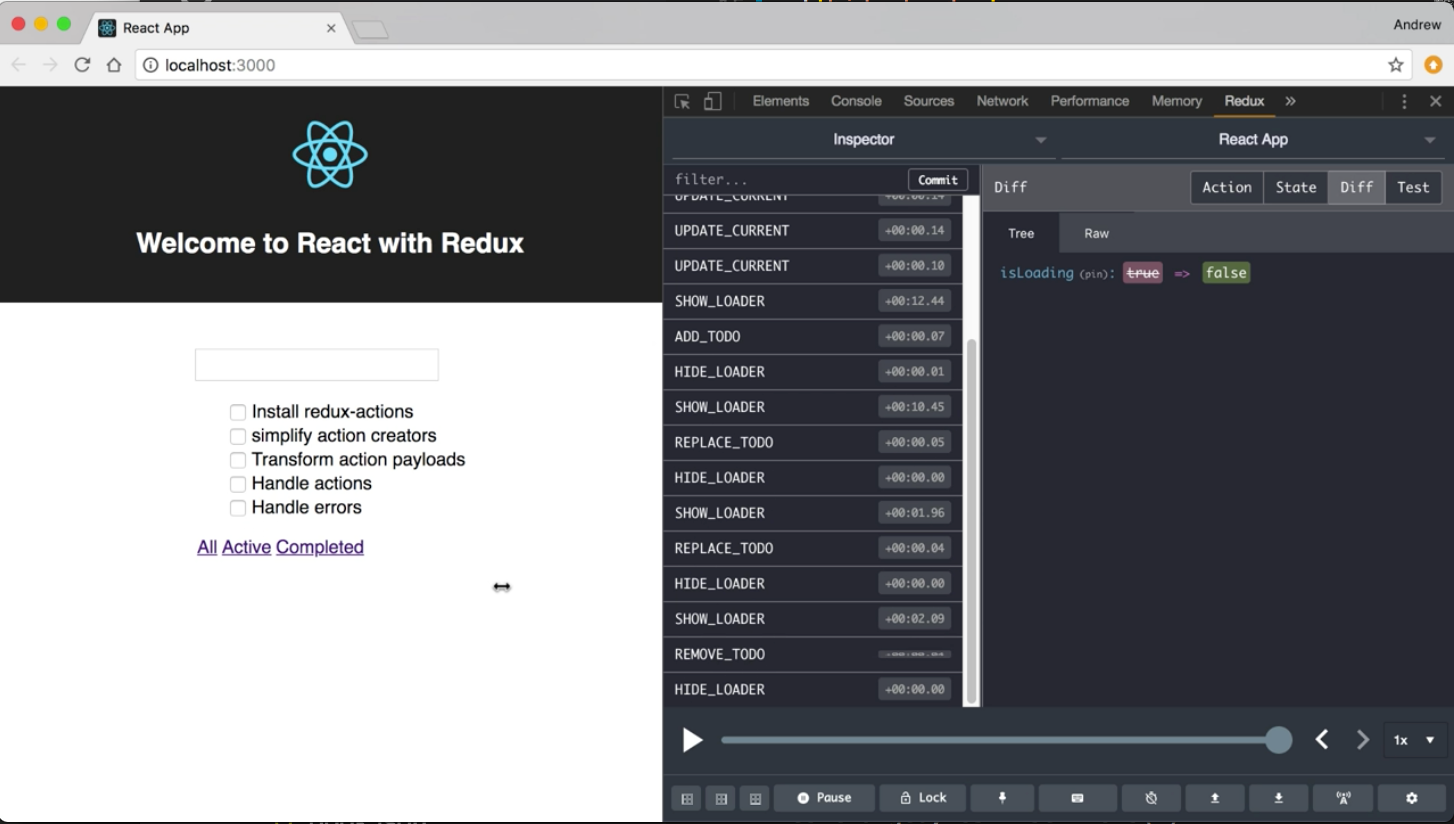 React App
Andrew
localhost:3000
Elements Console Sources Network Performance Memory Redux »
Inspector
React App
filter...
Commit
Diff
Action State Diff Test
Tree Raw
isLoading (pin): true => false
UPDATE_CURRENT +00:00.14
UPDATE_CURRENT +00:00.14
UPDATE_CURRENT +00:00.10
SHOW_LOADER +00:12.44
ADD_TODO +00:00.07
HIDE_LOADER +00:00.01
SHOW_LOADER +00:10.45
REPLACE_TODO +00:00.05
HIDE_LOADER +00:00.00
SHOW_LOADER +00:01.96
REPLACE_TODO +00:00.04
HIDE_LOADER +00:00.00
SHOW_LOADER +00:02.09
REMOVE_TODO
HIDE_LOADER +00:00.00
Welcome to React with Redux
Install redux-actions
simplify action creators
Transform action payloads
Handle actions
Handle errors
All Active Completed
1x
Pause
Lock